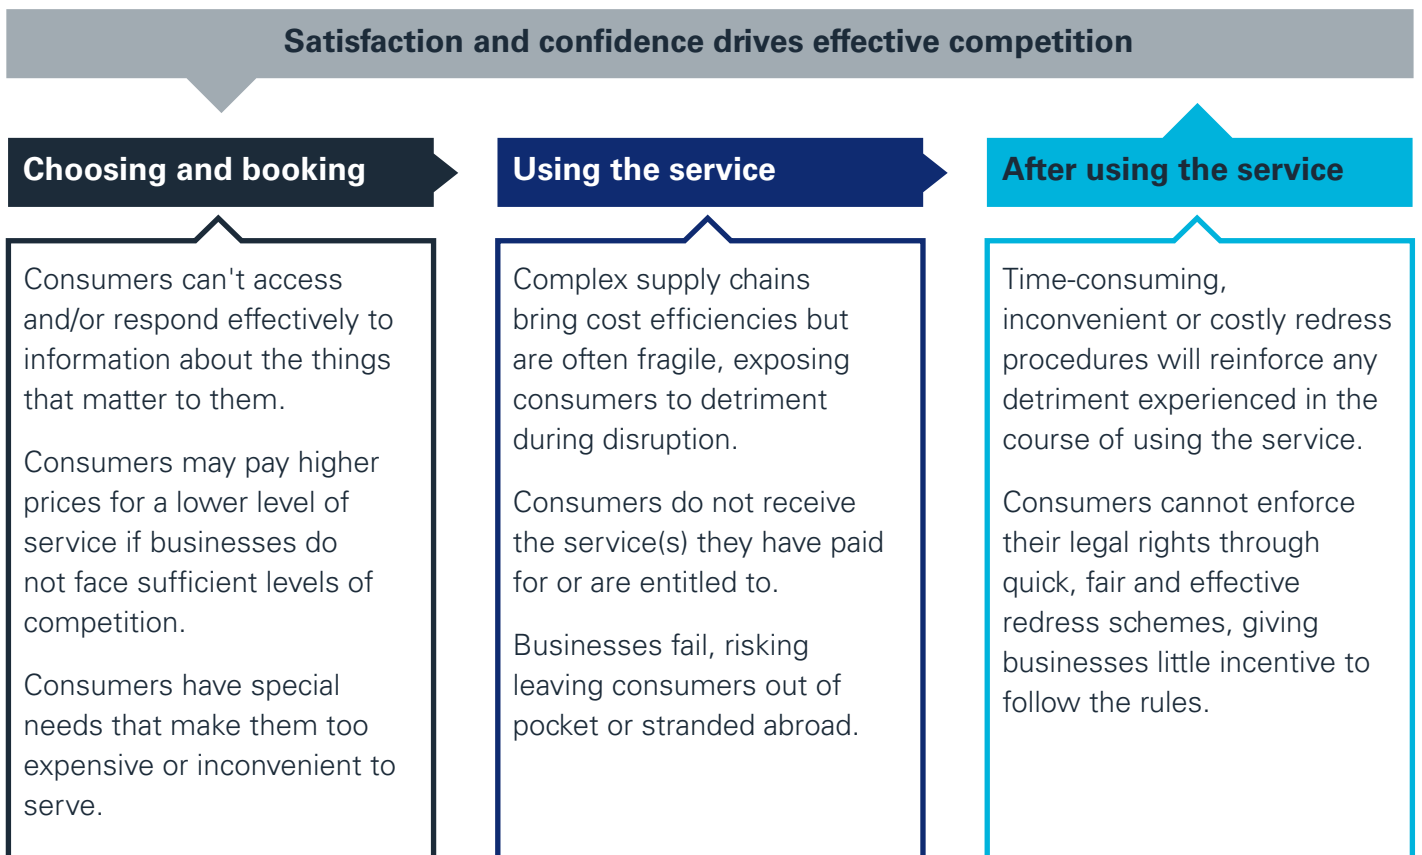 Satisfaction and confidence drives effective competition
Choosing and booking
Consumers can't access
and/or respond effectively to
information about the things
that matter to them.
Consumers may pay higher
prices for a lower level of
service if businesses do
not face sufficient levels of
competition.
Consumers have special
needs that make them too
expensive or inconvenient to
serve.
Using the service
Complex supply chains
bring cost efficiencies but
are often fragile, exposing
consumers to detriment
during disruption.
Consumers do not receive
the service(s) they have paid
for or are entitled to.
Businesses fail, risking
leaving consumers out of
pocket or stranded abroad.
After using the service
Time-consuming,
inconvenient or costly redress
procedures will reinforce any
detriment experienced in the
course of using the service.
Consumers cannot enforce
their legal rights through
quick, fair and effective
redress schemes, giving
businesses little incentive to
follow the rules.